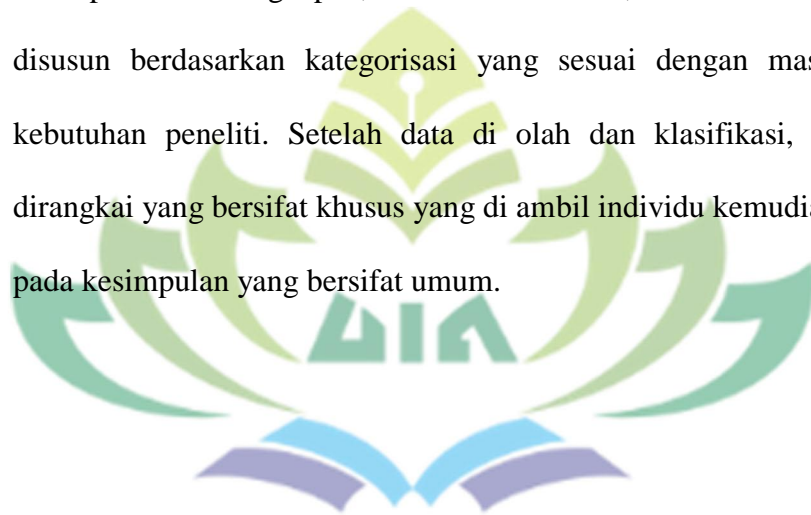 disusun berdasarkan kategorisasi yang sesuai dengan
kebutuhan peneliti. Setelah data di olah dan klasifikasi,
dirangkai yang bersifat khusus yang di ambil individu
pada kesimpulan yang bersifat umum.
UIN